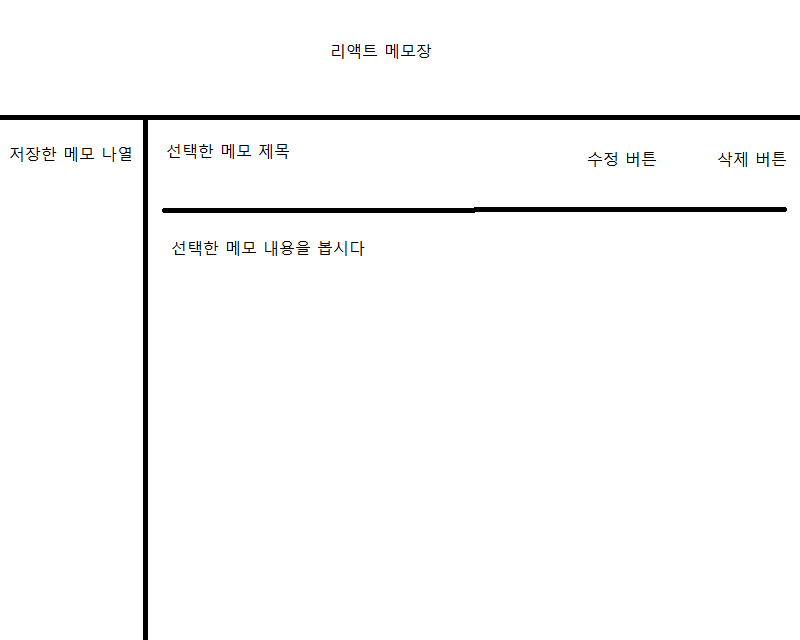 리액트 메모장
저장한 메모 나열
선택한 메모 제목
수정 버튼
삭제 버튼
선택한 메모 내용을 봅시다